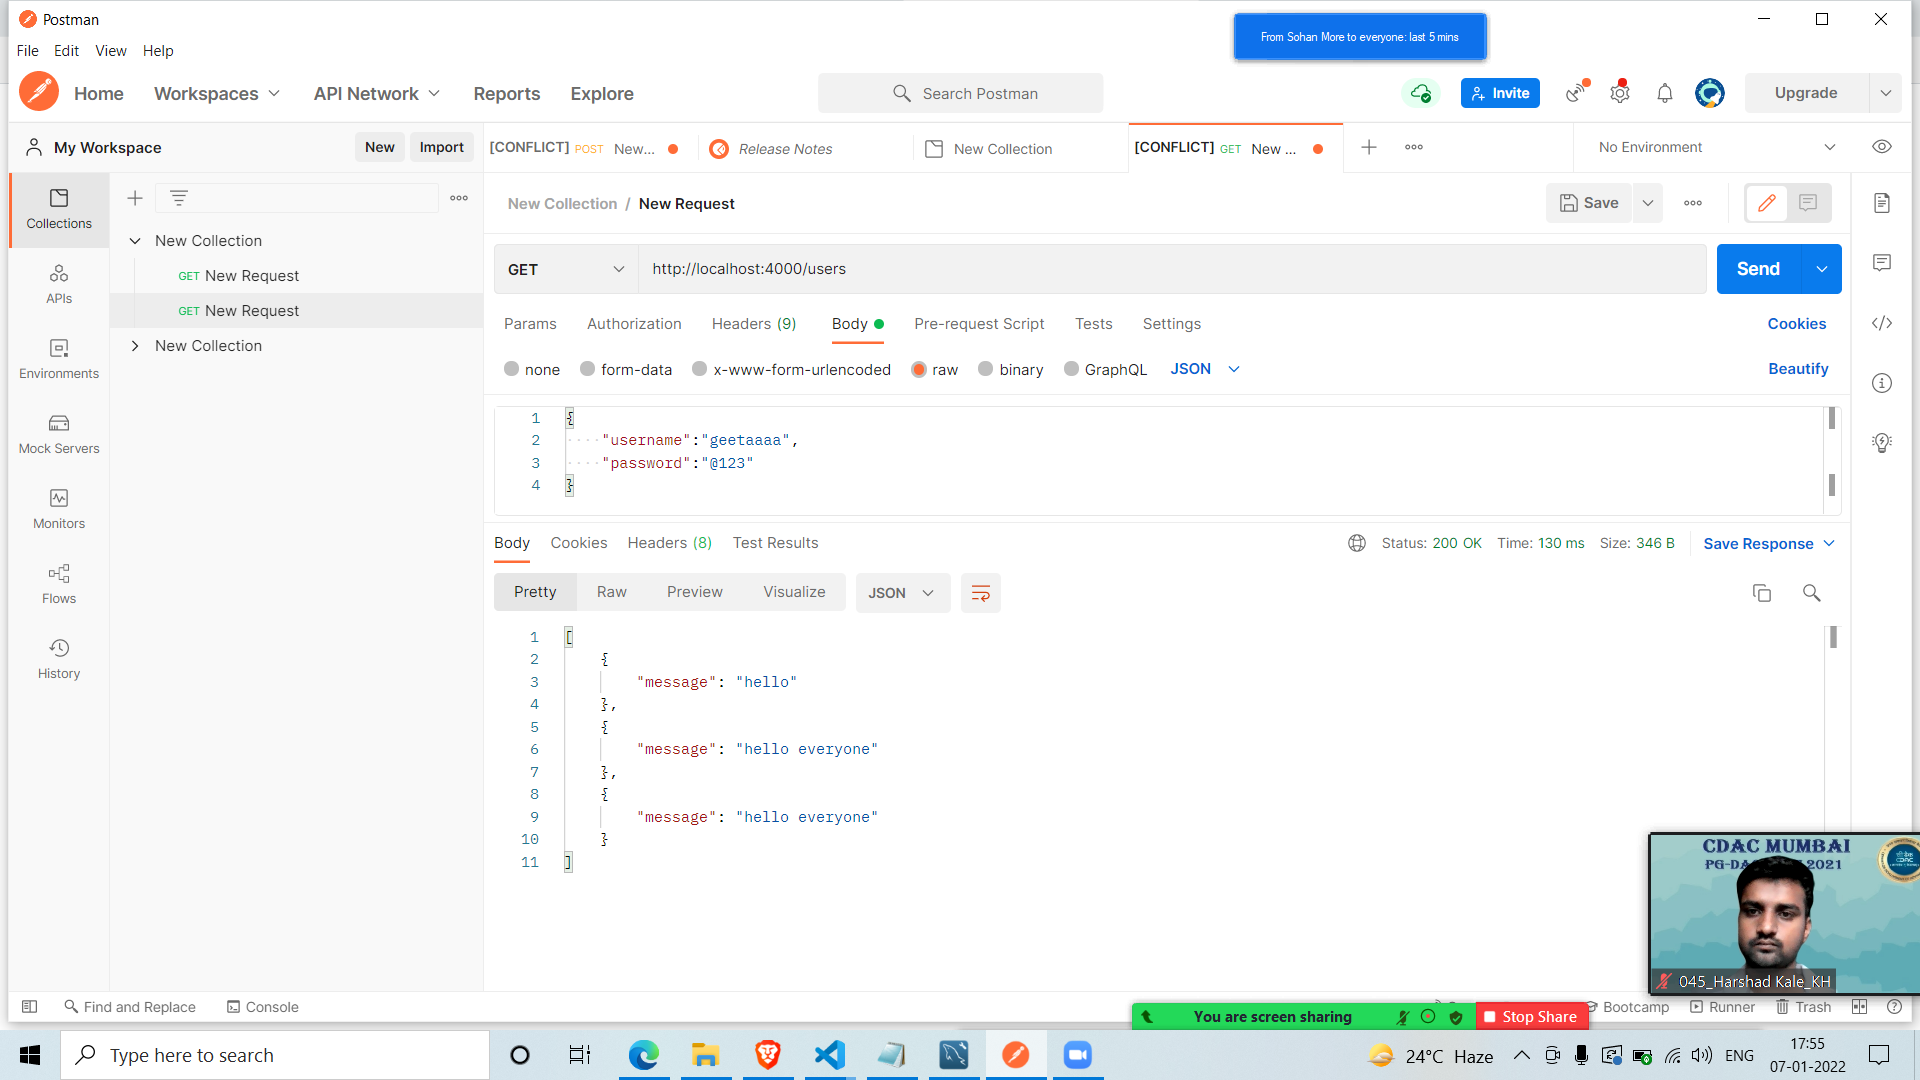 Postman
From Sohan More to everyone: last 5 mins
File Edit View Help
Home Workspaces API Network Reports Explore
Search Postman
Invite
Upgrade
My Workspace
New Import
[CONFLICT] POST New...
Release Notes
New Collection
[CONFLICT] GET New ...
No Environment
Collections
New Collection / New Request
Save
New Collection
GET New Request
GET New Request
New Collection
APIs
Environments
Mock Servers
Monitors
Flows
History
GET http://localhost:4000/users
Send
Params Authorization Headers (9) Body Pre-request Script Tests Settings Cookies
none form-data x-www-form-urlencoded raw binary GraphQL JSON Beautify
1 {
2 "username":"geetaaaa",
3 "password":"@123"
4 }
Body Cookies Headers (8) Test Results
Status: 200 OK Time: 130 ms Size: 346 B Save Response
Pretty Raw Preview Visualize JSON
1 [
2 {
3 "message": "hello"
4 },
5 {
6 "message": "hello everyone"
7 },
8 {
9 "message": "hello everyone"
10 }
11 ]
CDAC MUMBAI
045_Harshad Kale_KH
Find and Replace Console
You are screen sharing
Stop Share
Bootcamp Runner Trash
Type here to search
24°C Haze
ENG
17:55
07-01-2022